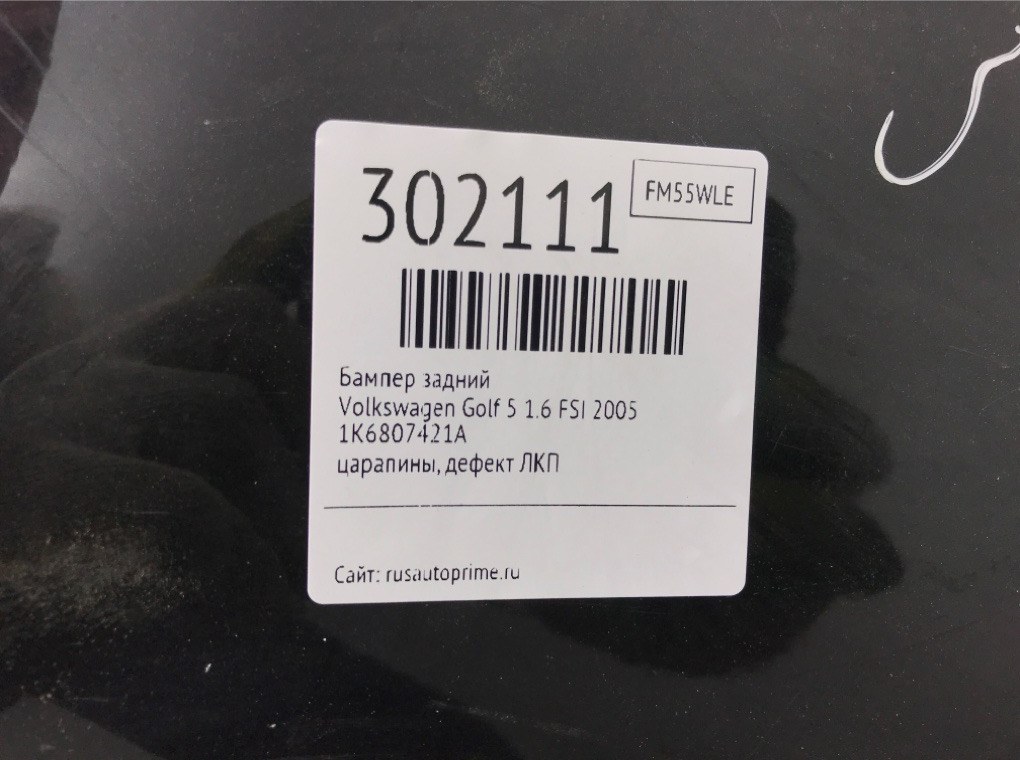 302111
FM55WLE
Бампер задний
Volkswagen Golf 5 1.6 FSI 2005
1K6807421A
царапины, дефект ЛКП
Сайт: rusautoprime.ru